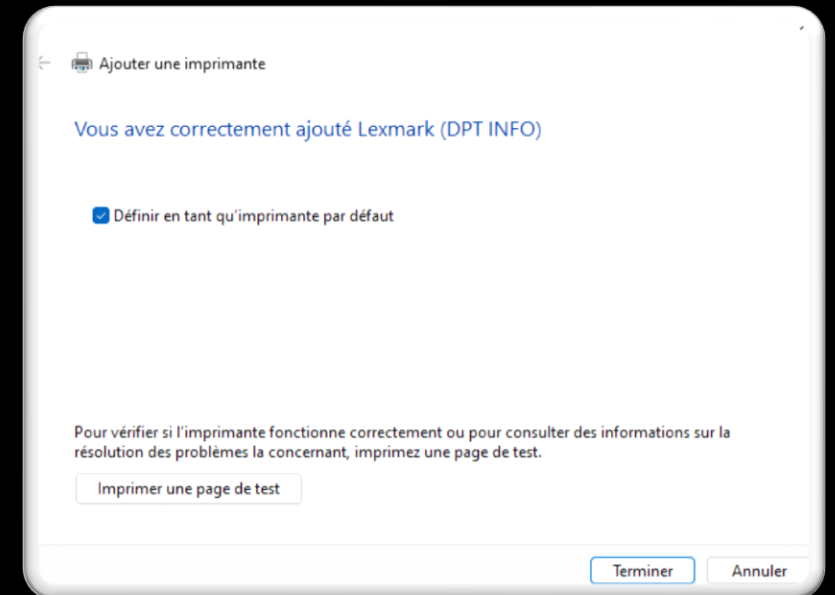 Ajouter une imprimante
Vous avez correctement ajouté Lexmark (DPT INFO)
Définir en tant qu'imprimante par défaut
Pour vérifier si l'imprimante fonctionne correctement ou pour consulter des informations sur la
résolution des problèmes la concernant, imprimez une page de test.
Imprimer une page de test
Terminer
Annuler